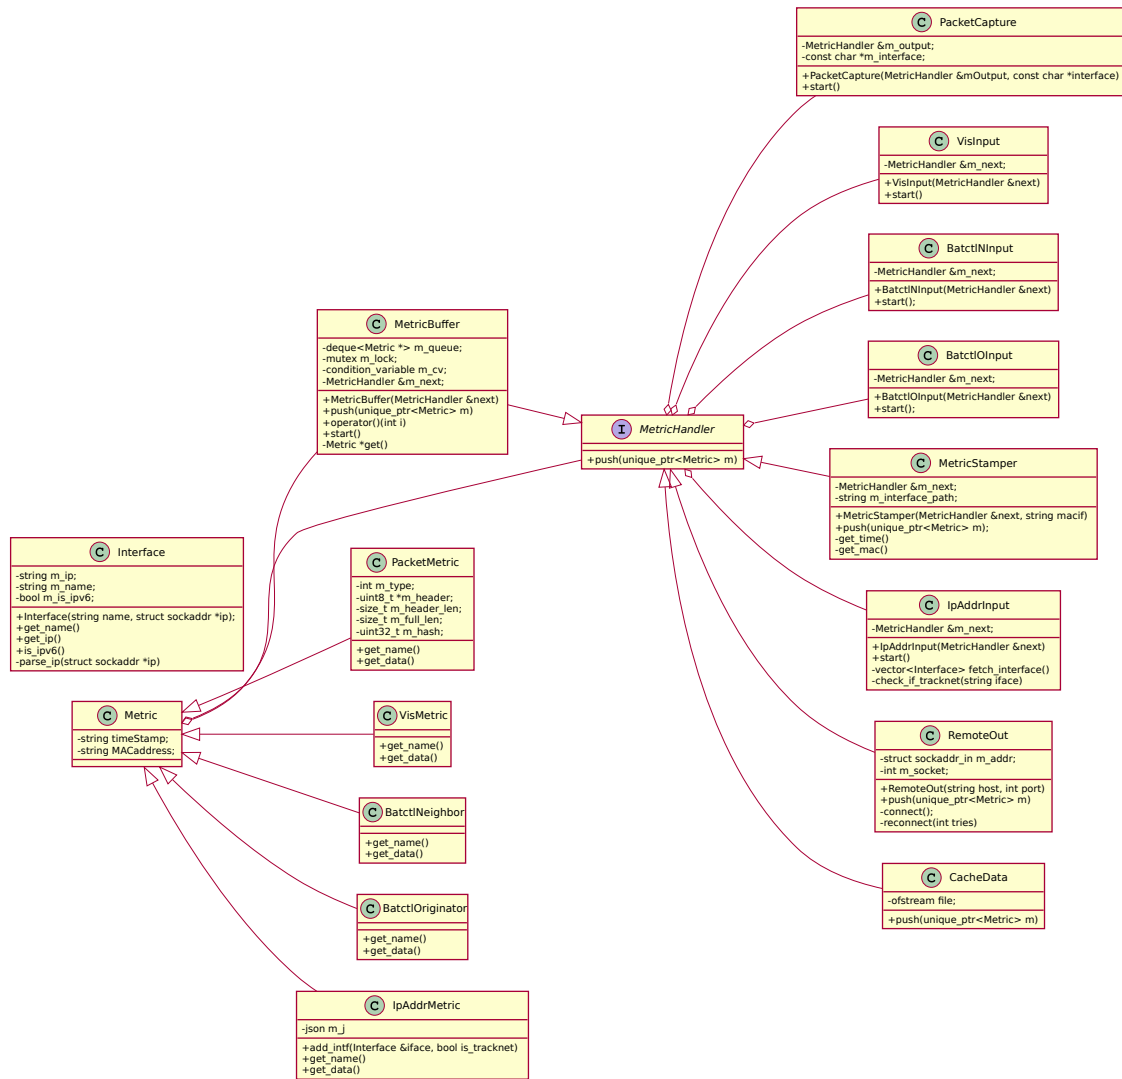 C PacketCapture
-MetricHandler &m_output;
-const char *m_interface;
+PacketCapture(MetricHandler &mOutput, const char *interface)
+start()
C VisInput
-MetricHandler &m_next;
+VisInput(MetricHandler &next)
+start()
C BatctlNInput
-MetricHandler &m_next;
+BatctlNInput(MetricHandler &next)
+start();
C MetricBuffer
-deque<Metric *> m_queue;
-mutex m_lock;
-condition_variable m_cv;
-MetricHandler &m_next;
+MetricBuffer(MetricHandler &next)
+push(unique_ptr<Metric> m)
+operator()(int i)
+start()
-Metric *get()
C BatctlOInput
-MetricHandler &m_next;
+BatctlOInput(MetricHandler &next)
+start();
I MetricHandler
+push(unique_ptr<Metric> m)
C MetricStamper
-MetricHandler &m_next;
-string m_interface_path;
+MetricStamper(MetricHandler &next, string macif)
+push(unique_ptr<Metric> m);
-get_time()
-get_mac()
C Interface
-string m_ip;
-string m_name;
-bool m_is_ipv6;
+Interface(string name, struct sockaddr *ip);
+get_name()
+get_ip()
+is_ipv6()
-parse_ip(struct sockaddr *ip)
C PacketMetric
-int m_type;
-uint8_t *m_header;
-size_t m_header_len;
-size_t m_full_len;
-uint32_t m_hash;
+get_name()
+get_data()
C IpAddrInput
-MetricHandler &m_next;
+IpAddrInput(MetricHandler &next)
+start()
-vector<Interface> fetch_interface()
-check_if_tracknet(string iface)
C Metric
-string timeStamp;
-string MACaddress;
C VisMetric
+get_name()
+get_data()
C RemoteOut
-struct sockaddr_in m_addr;
-int m_socket;
+RemoteOut(string host, int port)
+push(unique_ptr<Metric> m)
-connect();
-reconnect(int tries)
C BatctlNeighbor
+get_name()
+get_data()
C CacheData
-ofstream file;
+push(unique_ptr<Metric> m)
C BatctlOriginator
+get_name()
+get_data()
C IpAddrMetric
-json m_j
+add_intf(Interface &iface, bool is_tracknet)
+get_name()
+get_data()